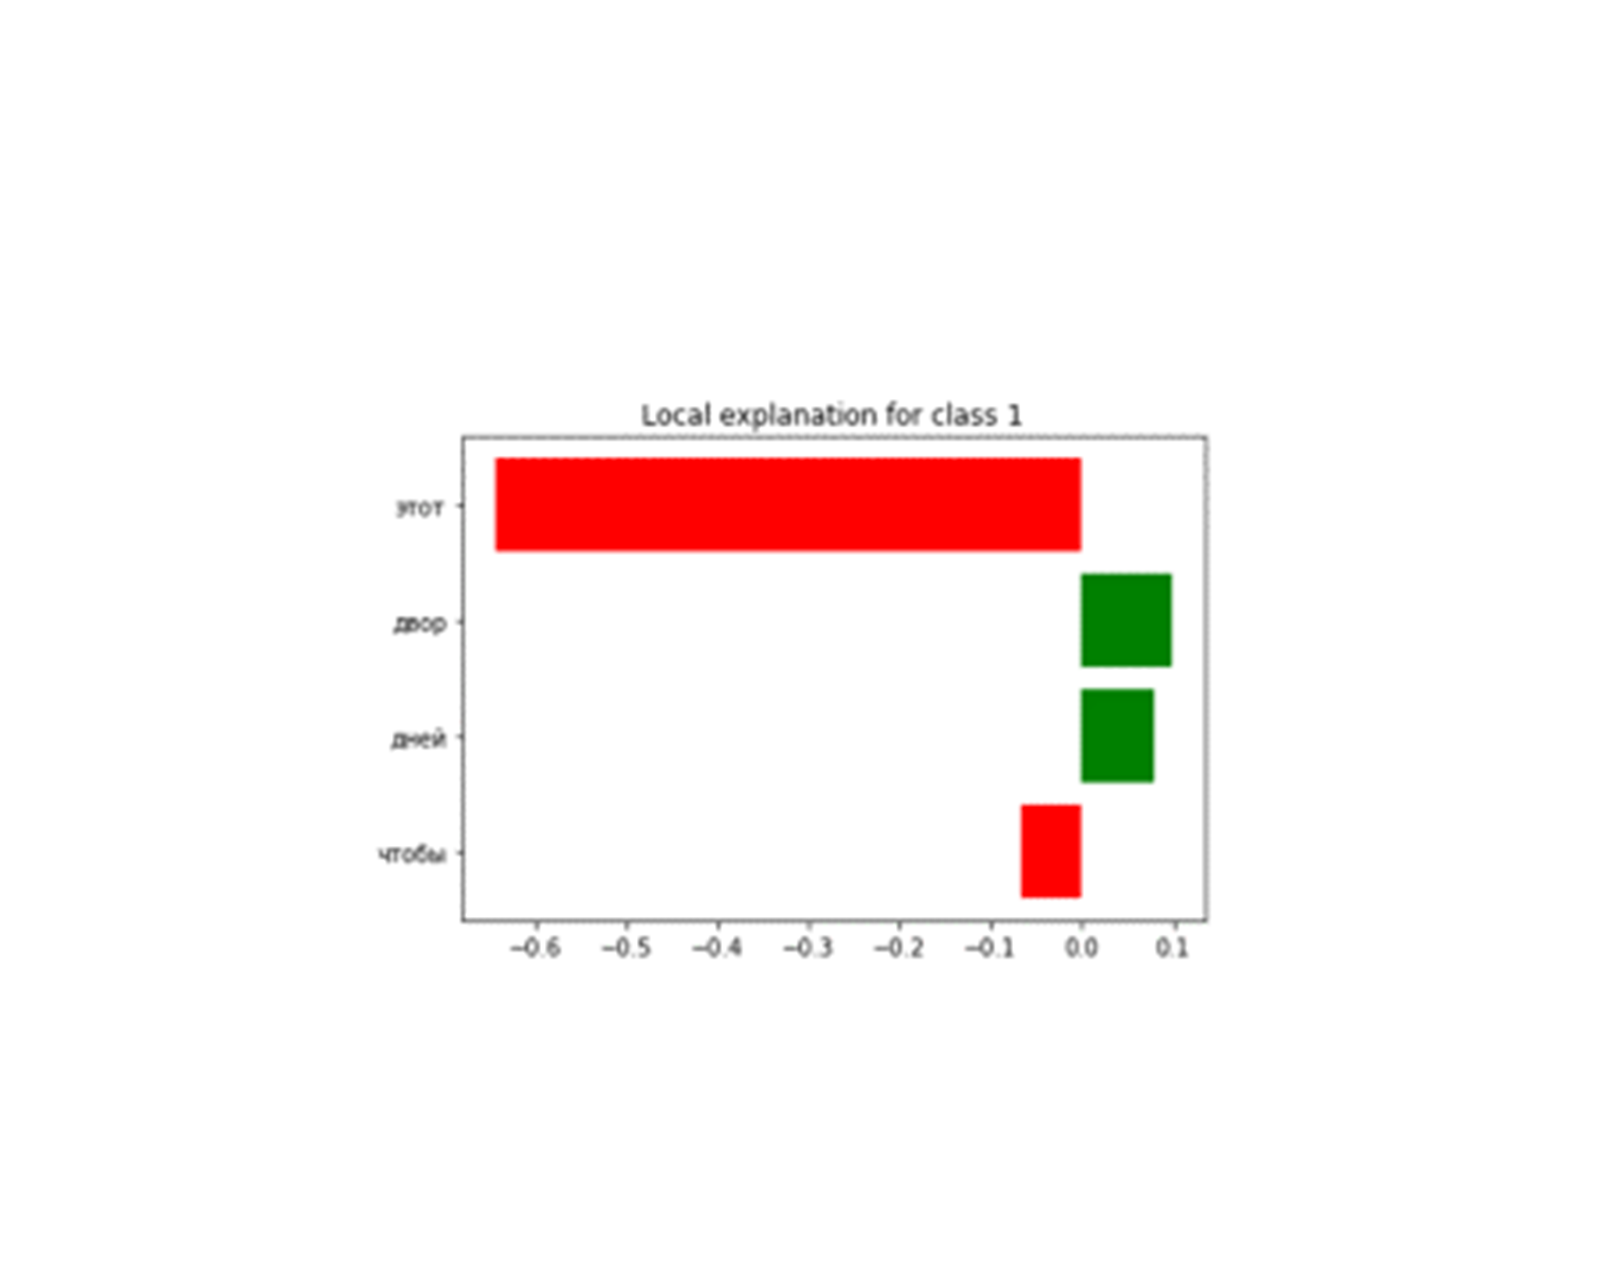 Local explanation for class 1
этот
двор
дней
чтобы
−0.6 −0.5 −0.4 −0.3 −0.2 −0.1 0.0 0.1